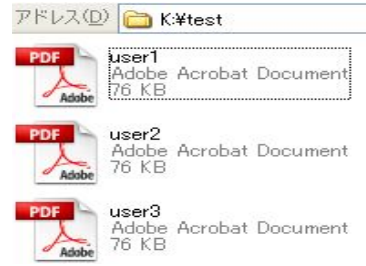 アドレス(D) K:¥test
PDF user1
Adobe Acrobat Document
Adobe 76 KB
PDF user2
Adobe Acrobat Document
Adobe 76 KB
PDF user3
Adobe Acrobat Document
Adobe 76 KB